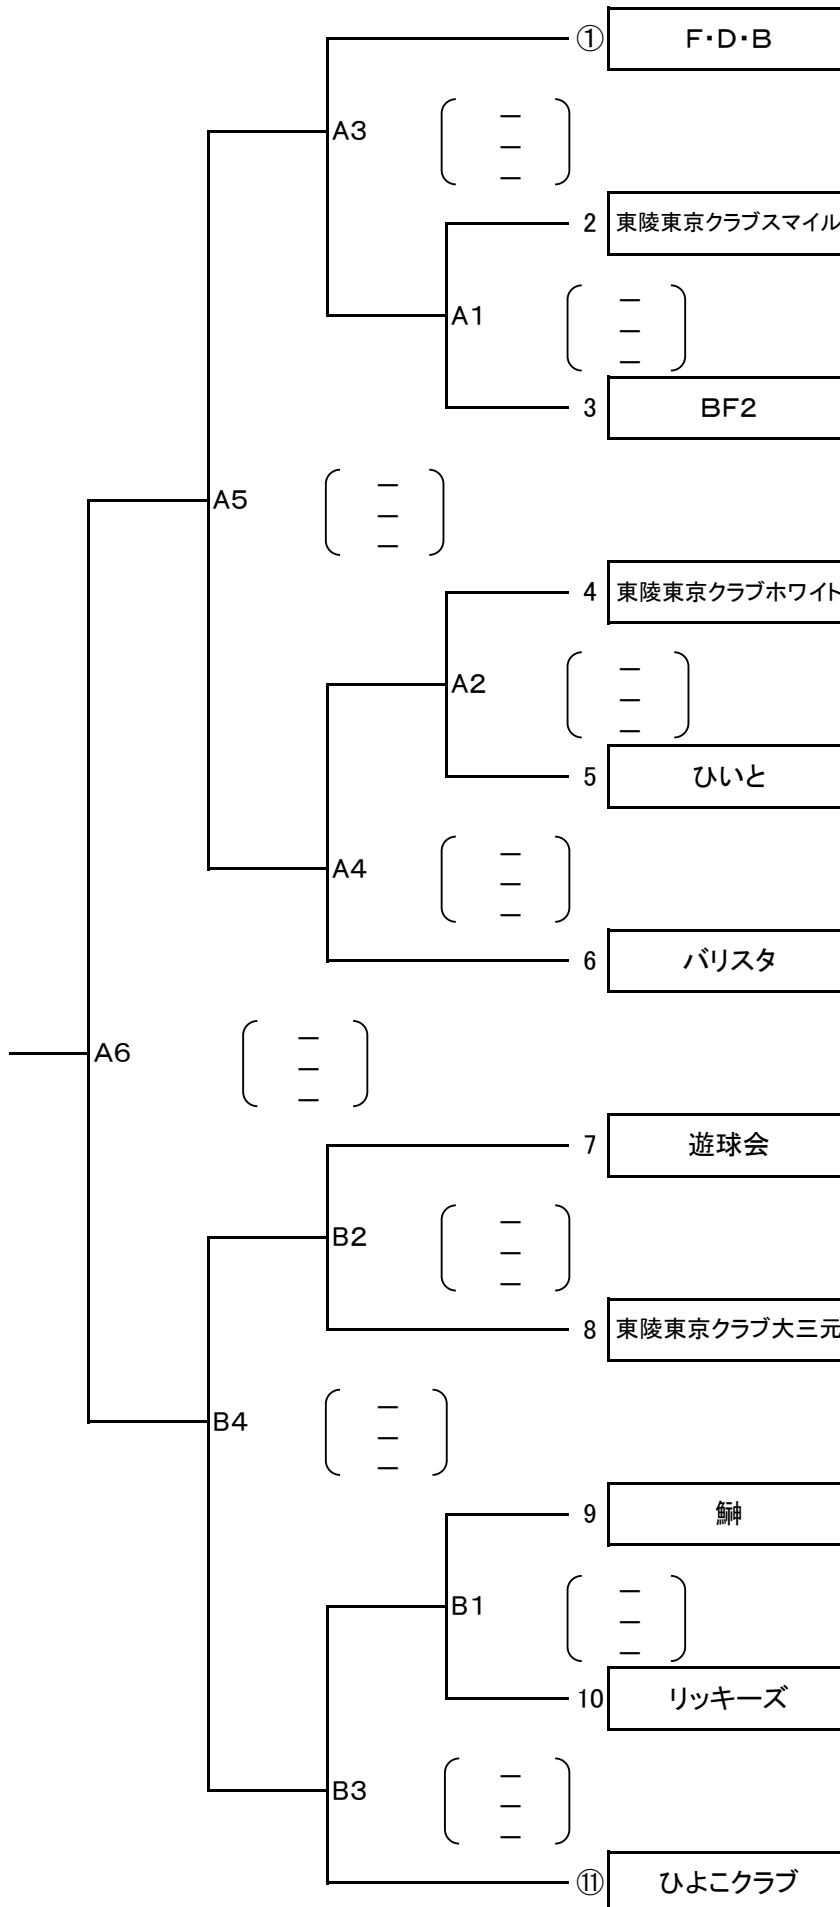 ① F・D・B
A3
－
－
－
2 東陵東京クラブスマイル
A1
－
－
－
3 BF2
A5
－
－
－
4 東陵東京クラブホワイト
A2
－
－
－
5 ひいと
A4
－
－
－
6 バリスタ
A6
－
－
－
7 遊球会
B2
－
－
－
8 東陵東京クラブ大三元
B4
－
－
－
9 鰰
B1
－
－
－
10 リッキーズ
B3
－
－
－
⑪ ひよこクラブ